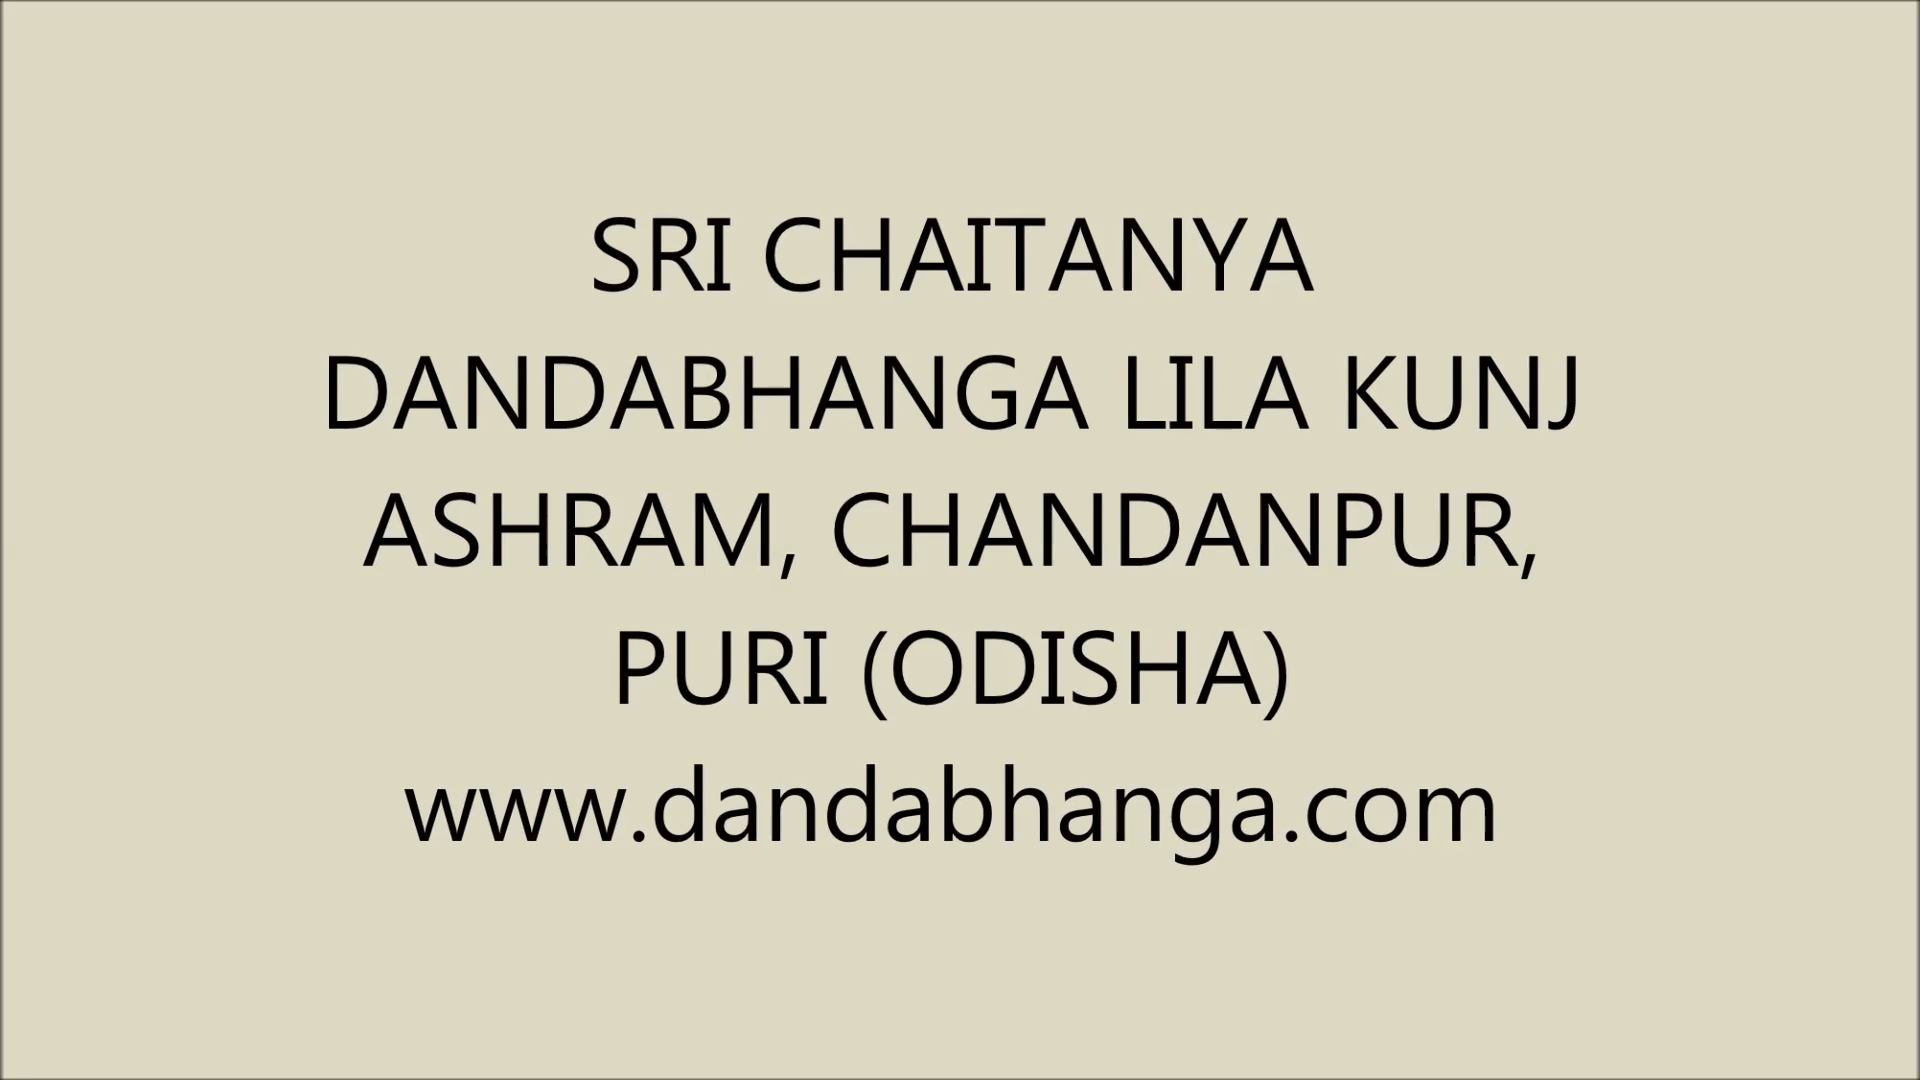 SRI CHAITANYA
DANDABHANGA LILA KUNJ
ASHRAM, CHANDANPUR,
PURI (ODISHA)
www.dandabhanga.com